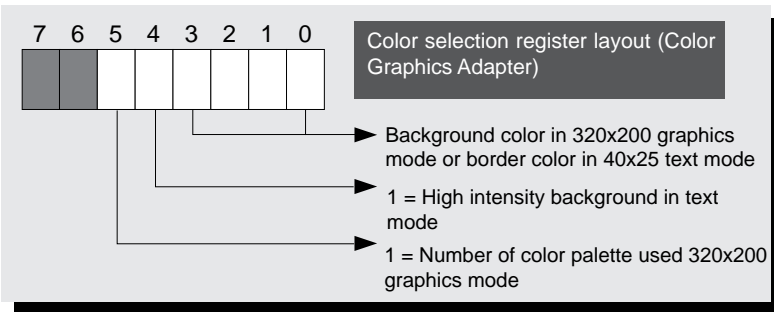 7 6 5 4 3 2 1 0
Color selection register layout (Color
Graphics Adapter)
Background color in 320x200 graphics
mode or border color in 40x25 text mode
1 = High intensity background in text
mode
1 = Number of color palette used 320x200
graphics mode